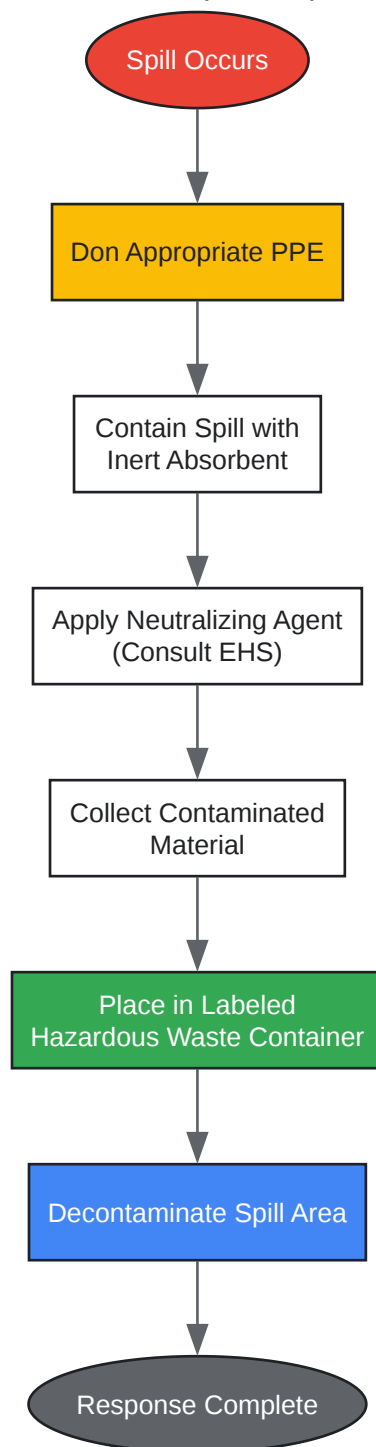 Spill Occurs
Don Appropriate PPE
Contain Spill with
Inert Absorbent
Apply Neutralizing Agent
(Consult EHS)
Collect Contaminated
Material
Place in Labeled
Hazardous Waste Container
Decontaminate Spill Area
Response Complete